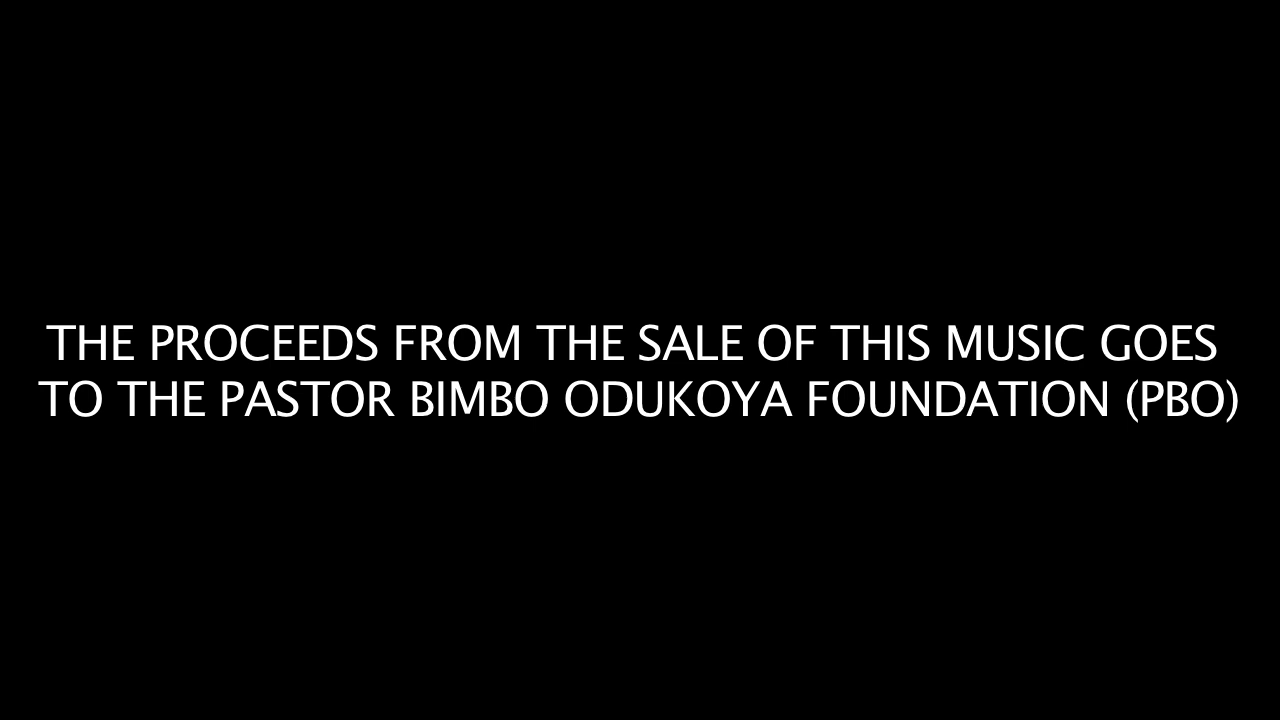 THE PROCEEDS FROM THE SALE OF THIS MUSIC GOES
TO THE PASTOR BIMBO ODUKOYA FOUNDATION (PBO)